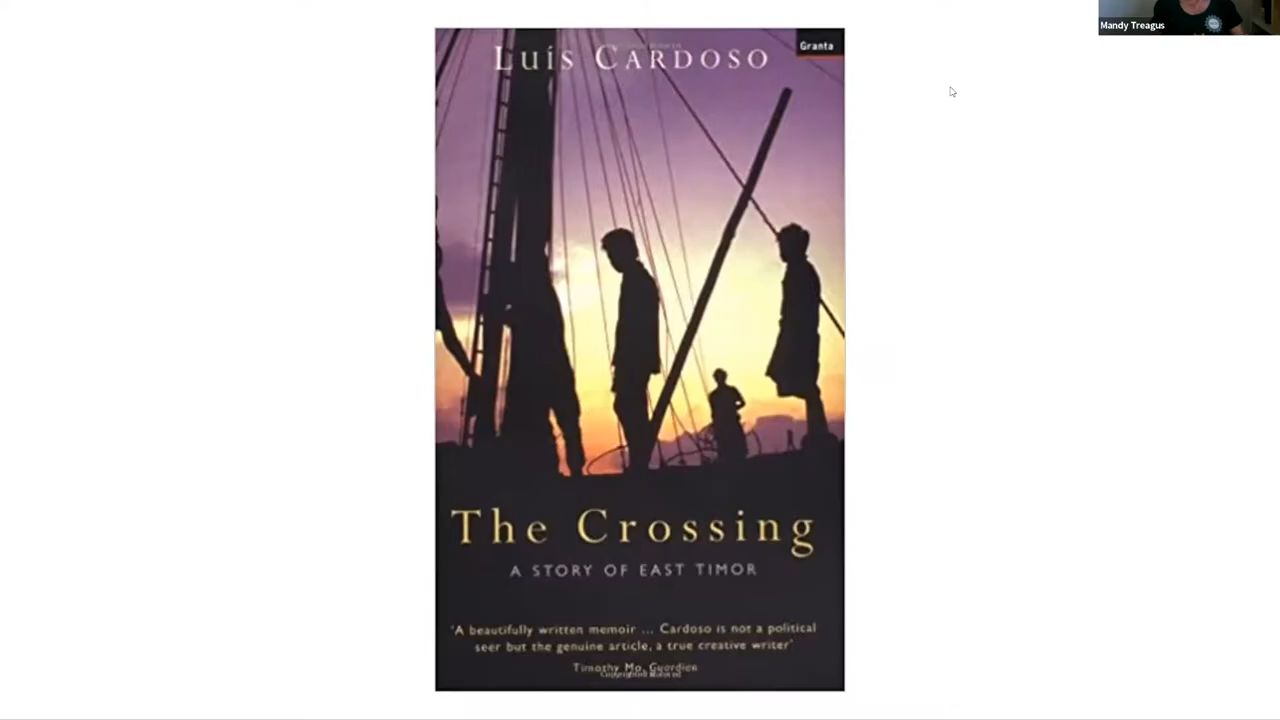 Mandy Treagus
Granta
Luís Cardoso
The Crossing
A STORY OF EAST TIMOR
'A beautifully written memoir ... Cardoso is not a political
seer but the genuine article, a true creative writer'
Timothy Mo, Guardian